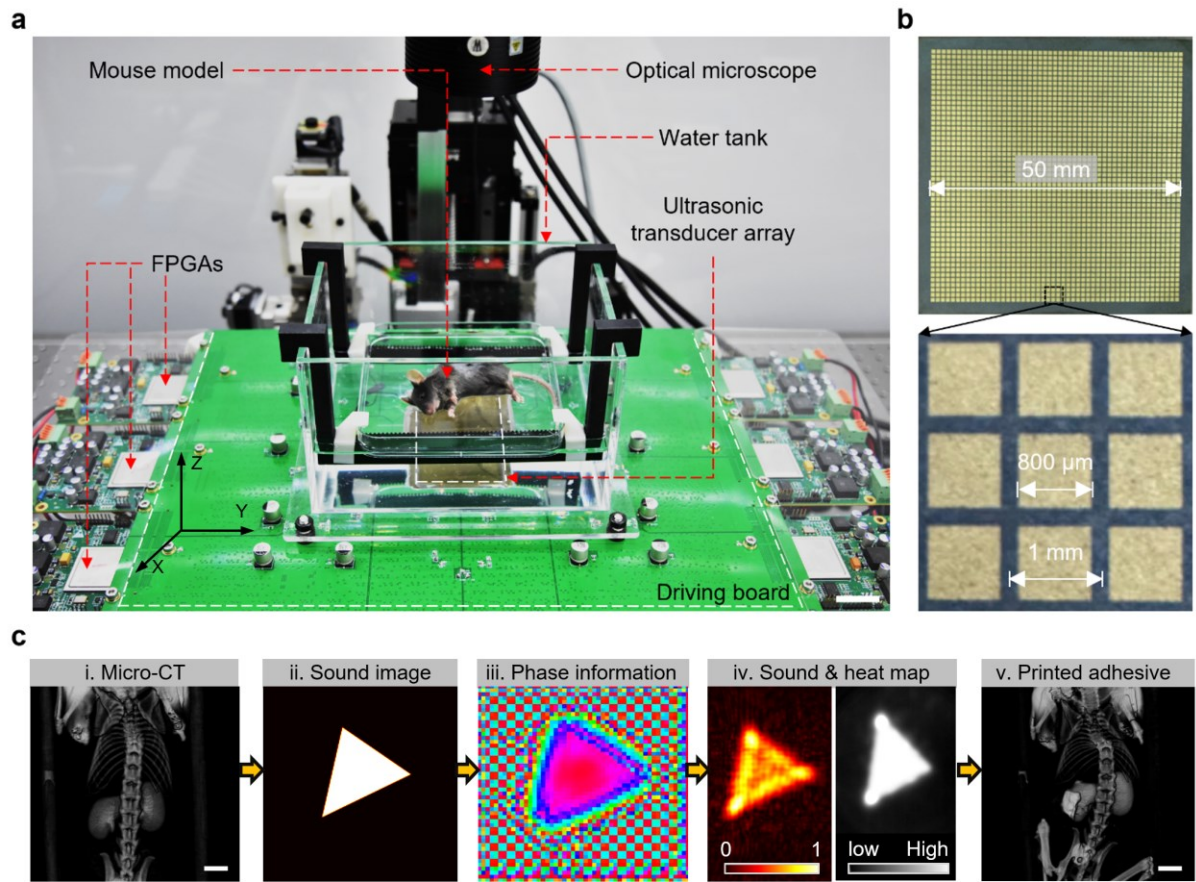 a
Mouse model
Optical microscope
Water tank
Ultrasonic
transducer array
FPGAs
Z
Y
X
Driving board
b
50 mm
800 µm
1 mm
c
i. Micro-CT
ii. Sound image
iii. Phase information
iv. Sound & heat map
v. Printed adhesive
0 1
low High